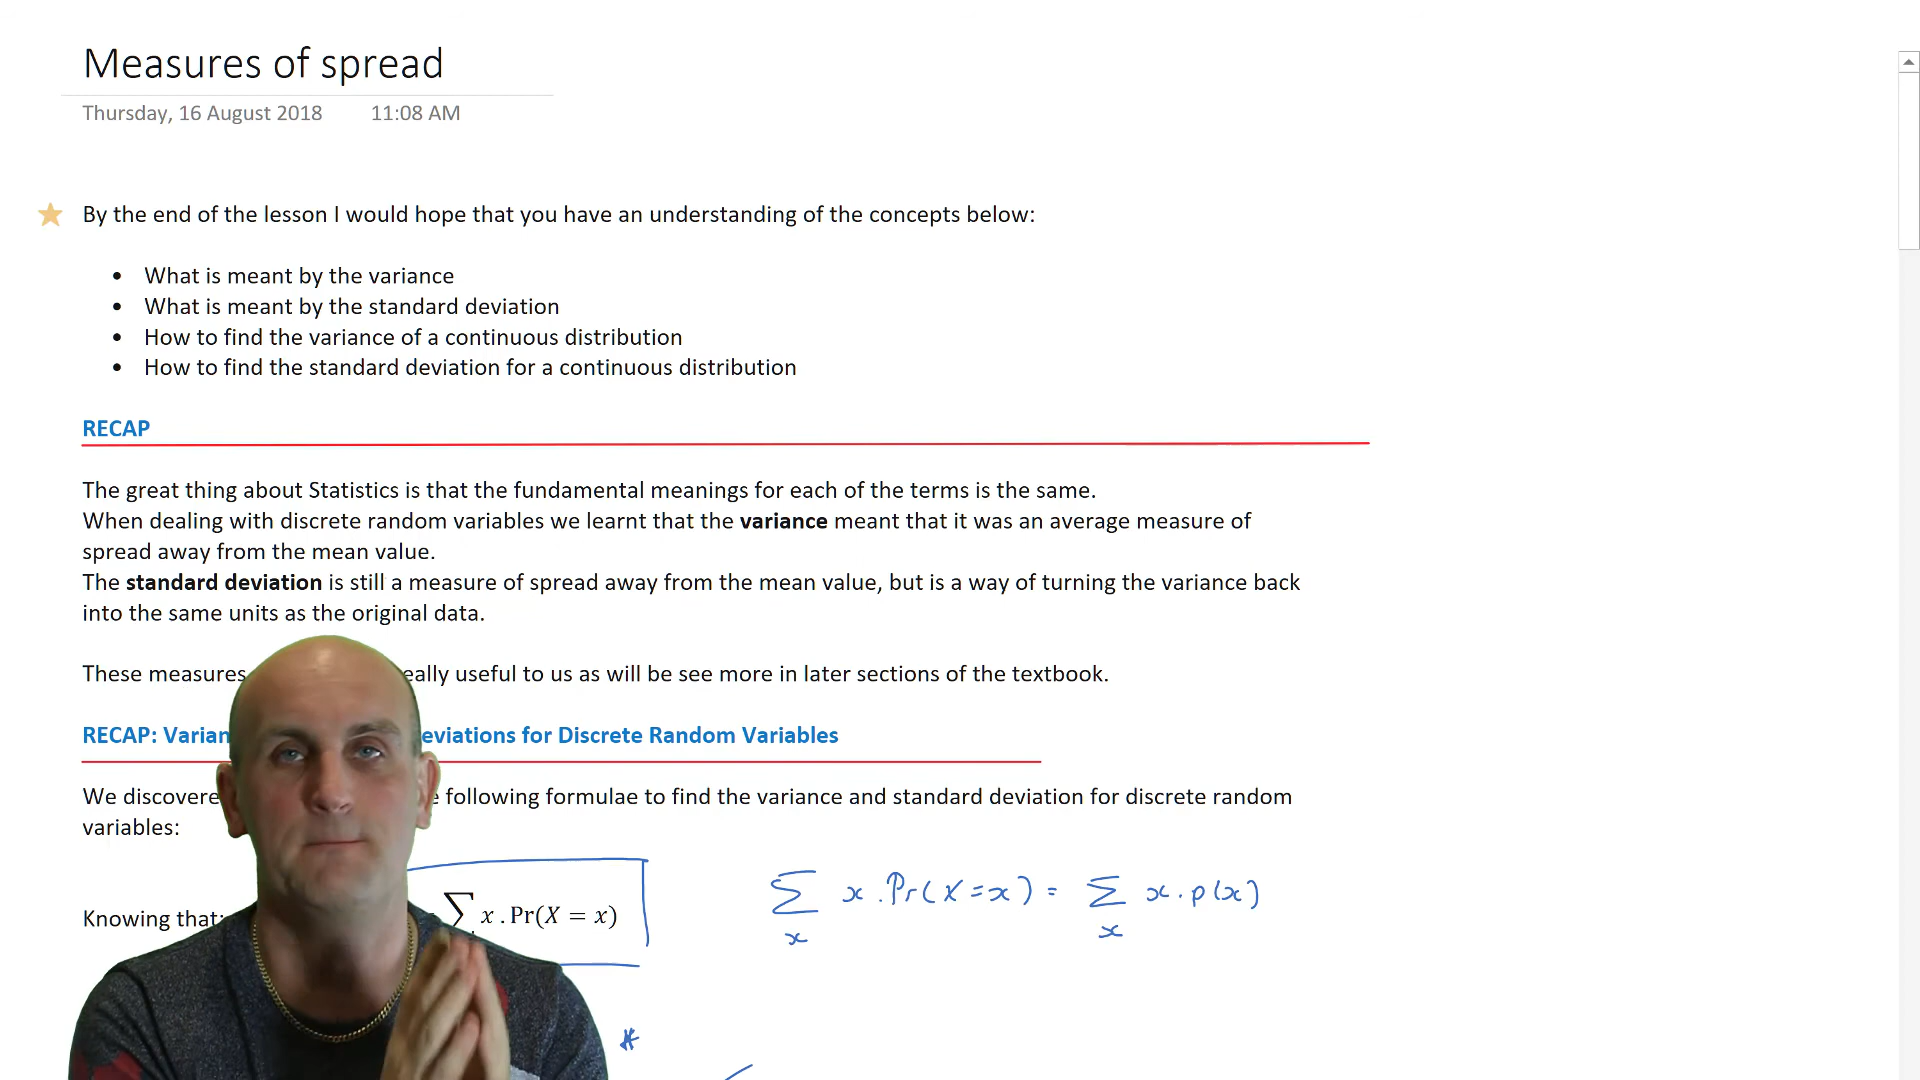 Measures of spread
Thursday, 16 August 2018 11:08 AM
By the end of the lesson I would hope that you have an understanding of the concepts below:
• What is meant by the variance
• What is meant by the standard deviation
• How to find the variance of a continuous distribution
• How to find the standard deviation for a continuous distribution
RECAP
The great thing about Statistics is that the fundamental meanings for each of the terms is the same.
When dealing with discrete random variables we learnt that the variance meant that it was an average measure of
spread away from the mean value.
The standard deviation is still a measure of spread away from the mean value, but is a way of turning the variance back
into the same units as the original data.
These measures eally useful to us as will be see more in later sections of the textbook.
RECAP: Varian eviations for Discrete Random Variables
We discovere following formulae to find the variance and standard deviation for discrete random
variables:
Knowing that: ∑ x . Pr(X = x)
∑ x . Pr(X = x) = ∑ x . p(x)
x x
*